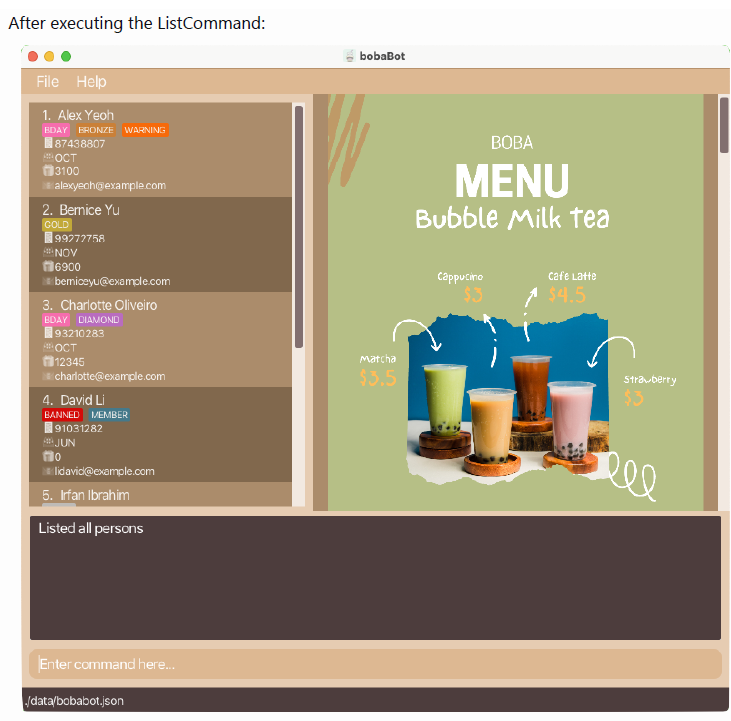 After executing the ListCommand:
bobaBot
File Help
1. Alex Yeoh
BDAY BRONZE WARNING
87438807
OCT
3100
alexyeoh@example.com
2. Bernice Yu
GOLD
99272758
NOV
6900
berniceyu@example.com
3. Charlotte Oliveiro
BDAY DIAMOND
93210283
OCT
12345
charlotte@example.com
4. David Li
BANNED MEMBER
91031282
JUN
0
lidavid@example.com
5. Irfan Ibrahim
BOBA
MENU
Bubble Milk Tea
Cappucino
$3
Cafe Latte
$4.5
Matcha
$3.5
Strawberry
$3
Listed all persons
Enter command here...
./data/bobabot.json